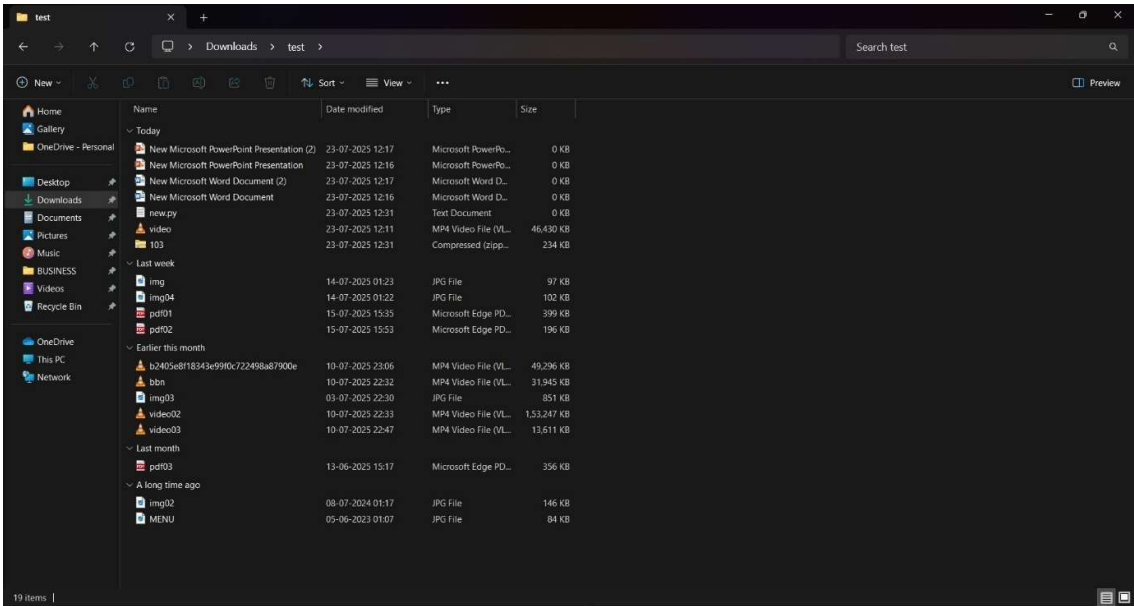 test
Downloads > test >
Search test
New
Sort
View
Preview
Home
Gallery
OneDrive - Personal
Desktop
Downloads
Documents
Pictures
Music
BUSINESS
Videos
Recycle Bin
OneDrive
This PC
Network
Name Date modified Type Size
Today
New Microsoft PowerPoint Presentation (2) 23-07-2025 12:17 Microsoft PowerPo... 0 KB
New Microsoft PowerPoint Presentation 23-07-2025 12:16 Microsoft PowerPo... 0 KB
New Microsoft Word Document (2) 23-07-2025 12:17 Microsoft Word D... 0 KB
New Microsoft Word Document 23-07-2025 12:16 Microsoft Word D... 0 KB
new.py 23-07-2025 12:31 Text Document 0 KB
video 23-07-2025 12:11 MP4 Video File (VL... 46,430 KB
103 23-07-2025 12:31 Compressed (zipp... 234 KB
Last week
img 14-07-2025 01:23 JPG File 97 KB
img04 14-07-2025 01:22 JPG File 102 KB
pdf01 15-07-2025 15:35 Microsoft Edge PD... 399 KB
pdf02 15-07-2025 15:53 Microsoft Edge PD... 196 KB
Earlier this month
b2405e8f18343e99f0c722498a87900e 10-07-2025 23:06 MP4 Video File (VL... 49,296 KB
bbn 10-07-2025 22:32 MP4 Video File (VL... 31,945 KB
img03 03-07-2025 22:30 JPG File 851 KB
video02 10-07-2025 22:33 MP4 Video File (VL... 1,53,247 KB
video03 10-07-2025 22:47 MP4 Video File (VL... 13,611 KB
Last month
pdf03 13-06-2025 15:17 Microsoft Edge PD... 356 KB
A long time ago
img02 08-07-2024 01:17 JPG File 146 KB
MENU 05-06-2023 01:07 JPG File 84 KB
19 items